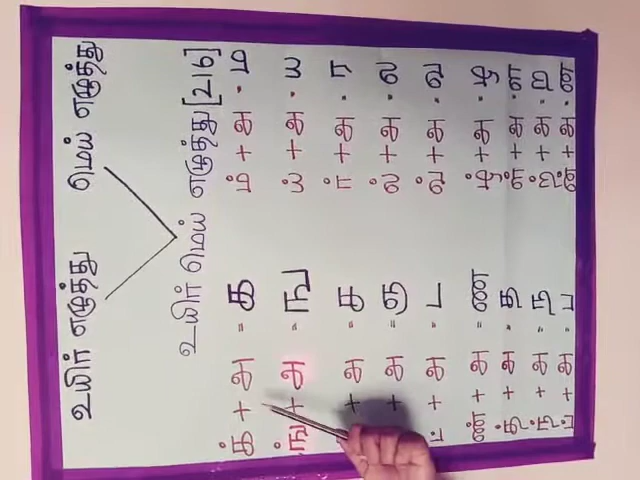 உயிர் எழுத்து மெய் எழுத்து
உயிர் மெய் எழுத்து [216]
க் + அ = க ம் + அ = ம
ங் + அ = ங ய் + அ = ய
+ அ = ச ர் + அ = ர
+ அ = ஞ ல் + அ = ல
ட் + அ = ட வ் + அ = வ
ண் + அ = ண ழ் + அ = ழ
த் + அ = த ள் + அ = ள
ந் + அ = ந ற் + அ = ற
ப் + அ = ப ன் + அ = ன